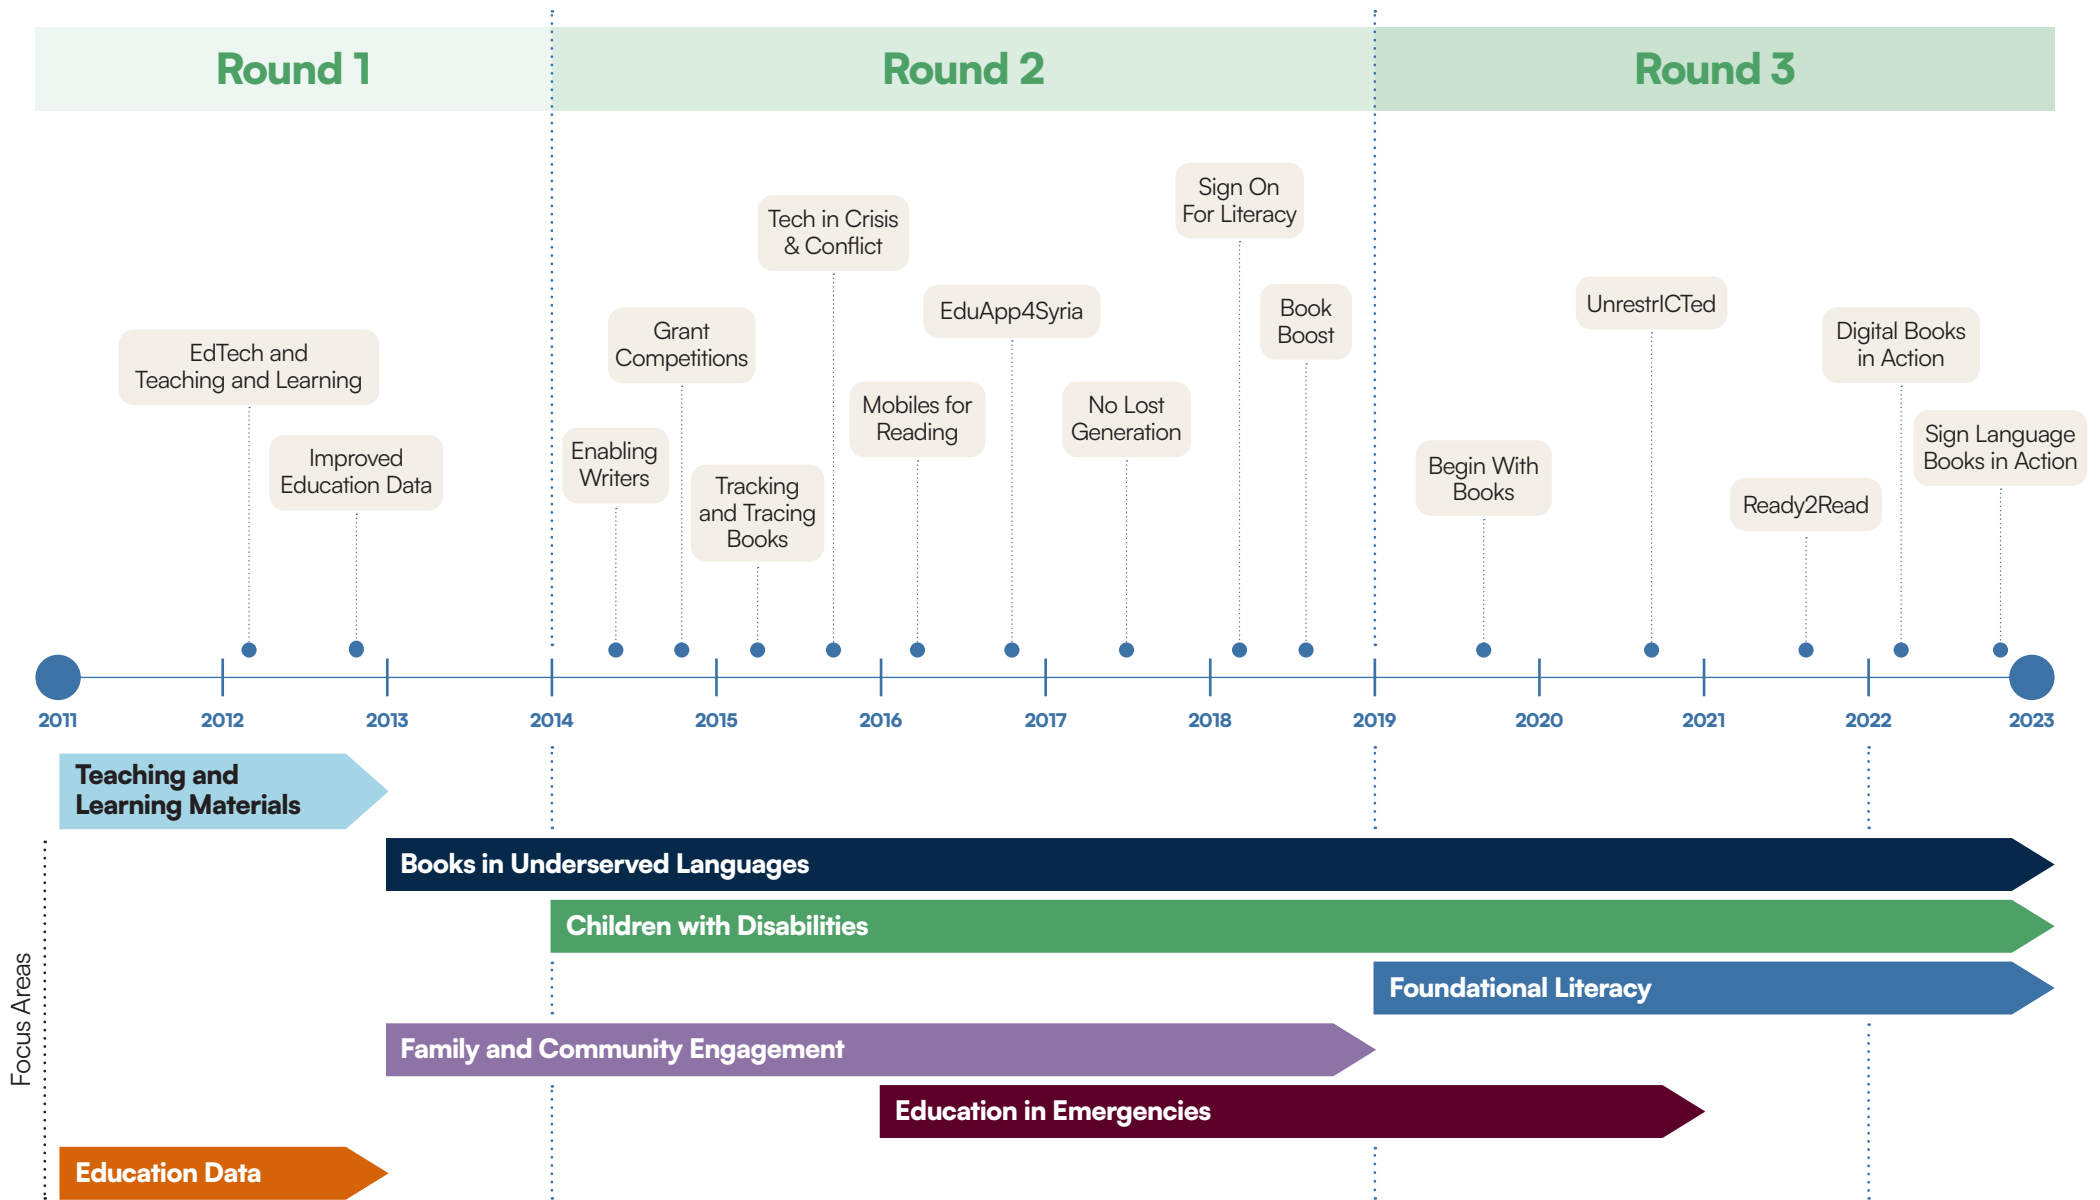 Round 1
Round 2
Round 3
Sign On
For Literacy
Tech in Crisis
& Conflict
UnrestrICTed
EduApp4Syria
Book
Boost
Grant
Competitions
Digital Books
in Action
EdTech and
Teaching and Learning
Mobiles for
Reading
No Lost
Generation
Sign Language
Books in Action
Improved
Education Data
Enabling
Writers
Begin With
Books
Tracking
and Tracing
Books
Ready2Read
2011
2012
2013
2014
2015
2016
2017
2018
2019
2020
2021
2022
2023
Focus Areas
Teaching and
Learning Materials
Books in Underserved Languages
Children with Disabilities
Foundational Literacy
Family and Community Engagement
Education in Emergencies
Education Data